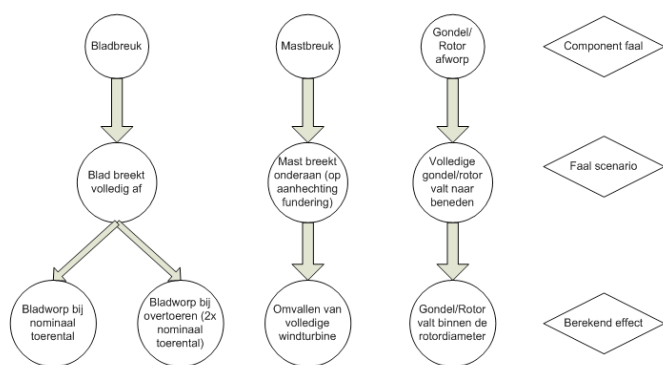 Bladbreuk
Mastbreuk
Gondel/
Rotor
afworp
Component faal
Blad breekt
volledig af
Mast breekt
onderaan (op
aanhechting
fundering)
Volledige
gondel/rotor
valt naar
beneden
Faal scenario
Bladworp bij
nominaal
toerental
Bladworp bij
overtoeren (2x
nominaal
toerental)
Omvallen van
volledige
windturbine
Gondel/Rotor
valt binnen de
rotordiameter
Berekend effect